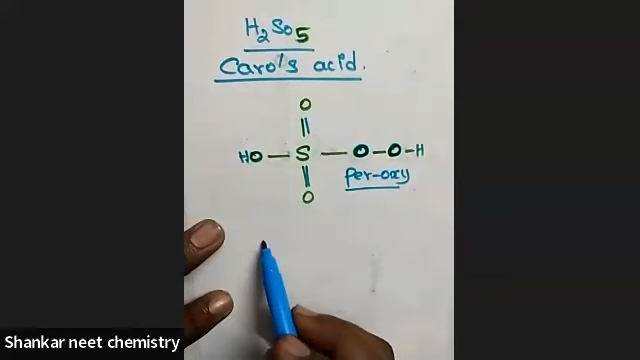 H2So5
Caro's acid.
O
||
HO — S — O — O — H
||
O
Per-oxy
Shankar neet chemistry